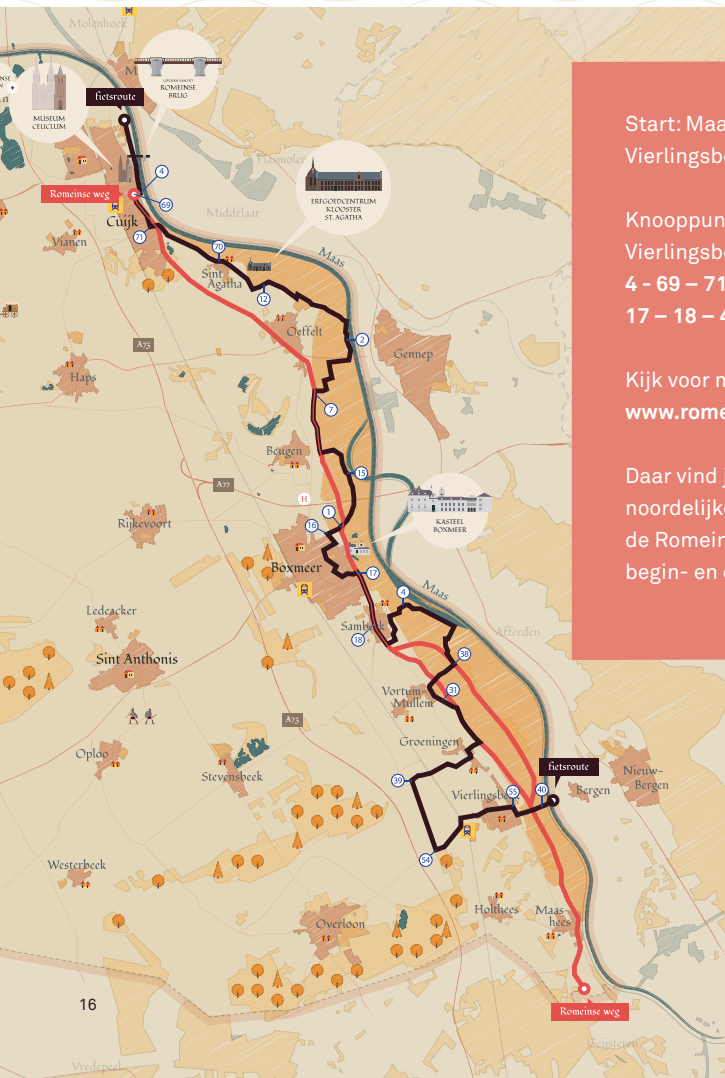 Molenhoek
ROMEINSE
BRUG
MUSEUM
CEUCLUM
fietsroute
4
Romeinse weg
69
Cuijk
71
Vianen
Plasmolen
ERFGOEDCENTRUM
KLOOSTER
ST. AGATHA
Middelaar
70
Maas
Sint
Agatha
12
Oeffelt
2
A73
Gennep
Haps
7
Beugen
15
A77
H
1
16
KASTEEL
BOXMEER
Rijkevoort
Boxmeer
17
Maas
4
Ledeacker
Sambeek
18
Afferden
38
Sint Anthonis
31
Vortum
Mullem
A73
Groeningen
Oploo
Stevensbeek
39
fietsroute
Nieuw-
Bergen
Bergen
Vierlingsbeek
55
40
54
Westerbeek
Holthees
Maas-
hees
Overloon
Romeinse weg
Geijsteren
Vredepeel
16
Start: Maa
Vierlingsbe
Knooppun
Vierlingsbe
4 - 69 – 71
17 – 18 – 4
Kijk voor m
www.rome
Daar vind j
noordelijke
de Romein
begin- en e